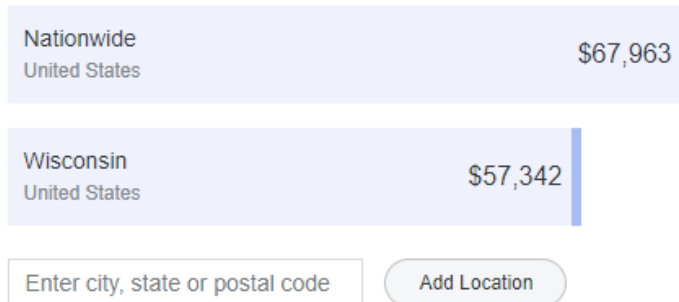 Nationwide
United States
$67,963
Wisconsin
United States
$57,342
Enter city, state or postal code
Add Location